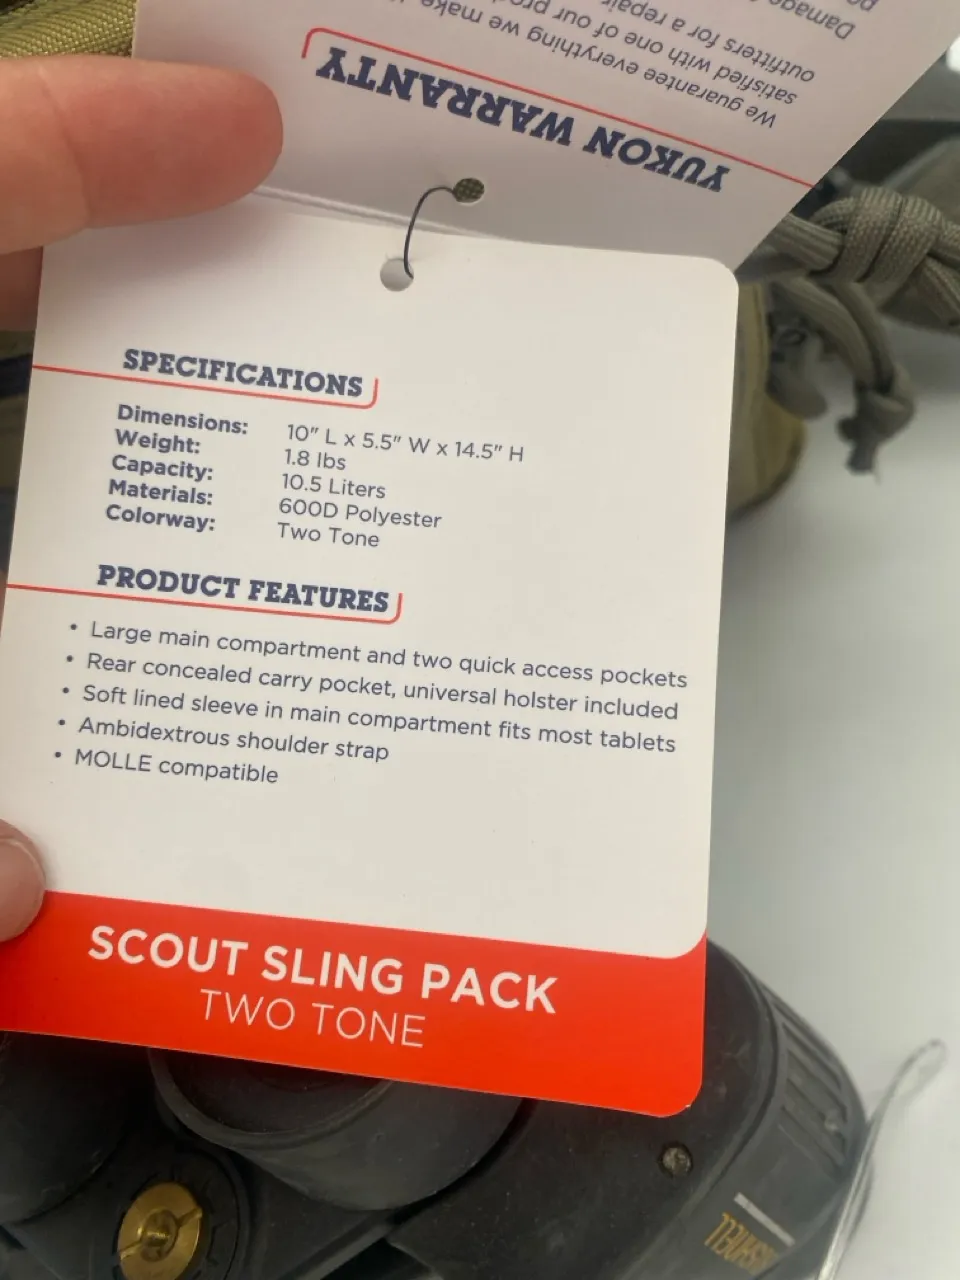 YUKON WARRANTY
We guarantee everything we make
satisfied with one of our
outfitters for a repair
Damage
SPECIFICATIONS
Dimensions: 10" L x 5.5" W x 14.5" H
Weight: 1.8 lbs
Capacity: 10.5 Liters
Materials: 600D Polyester
Colorway: Two Tone
PRODUCT FEATURES
• Large main compartment and two quick access pockets
• Rear concealed carry pocket, universal holster included
• Soft lined sleeve in main compartment fits most tablets
• Ambidextrous shoulder strap
• MOLLE compatible
SCOUT SLING PACK
TWO TONE
BUSHNELL